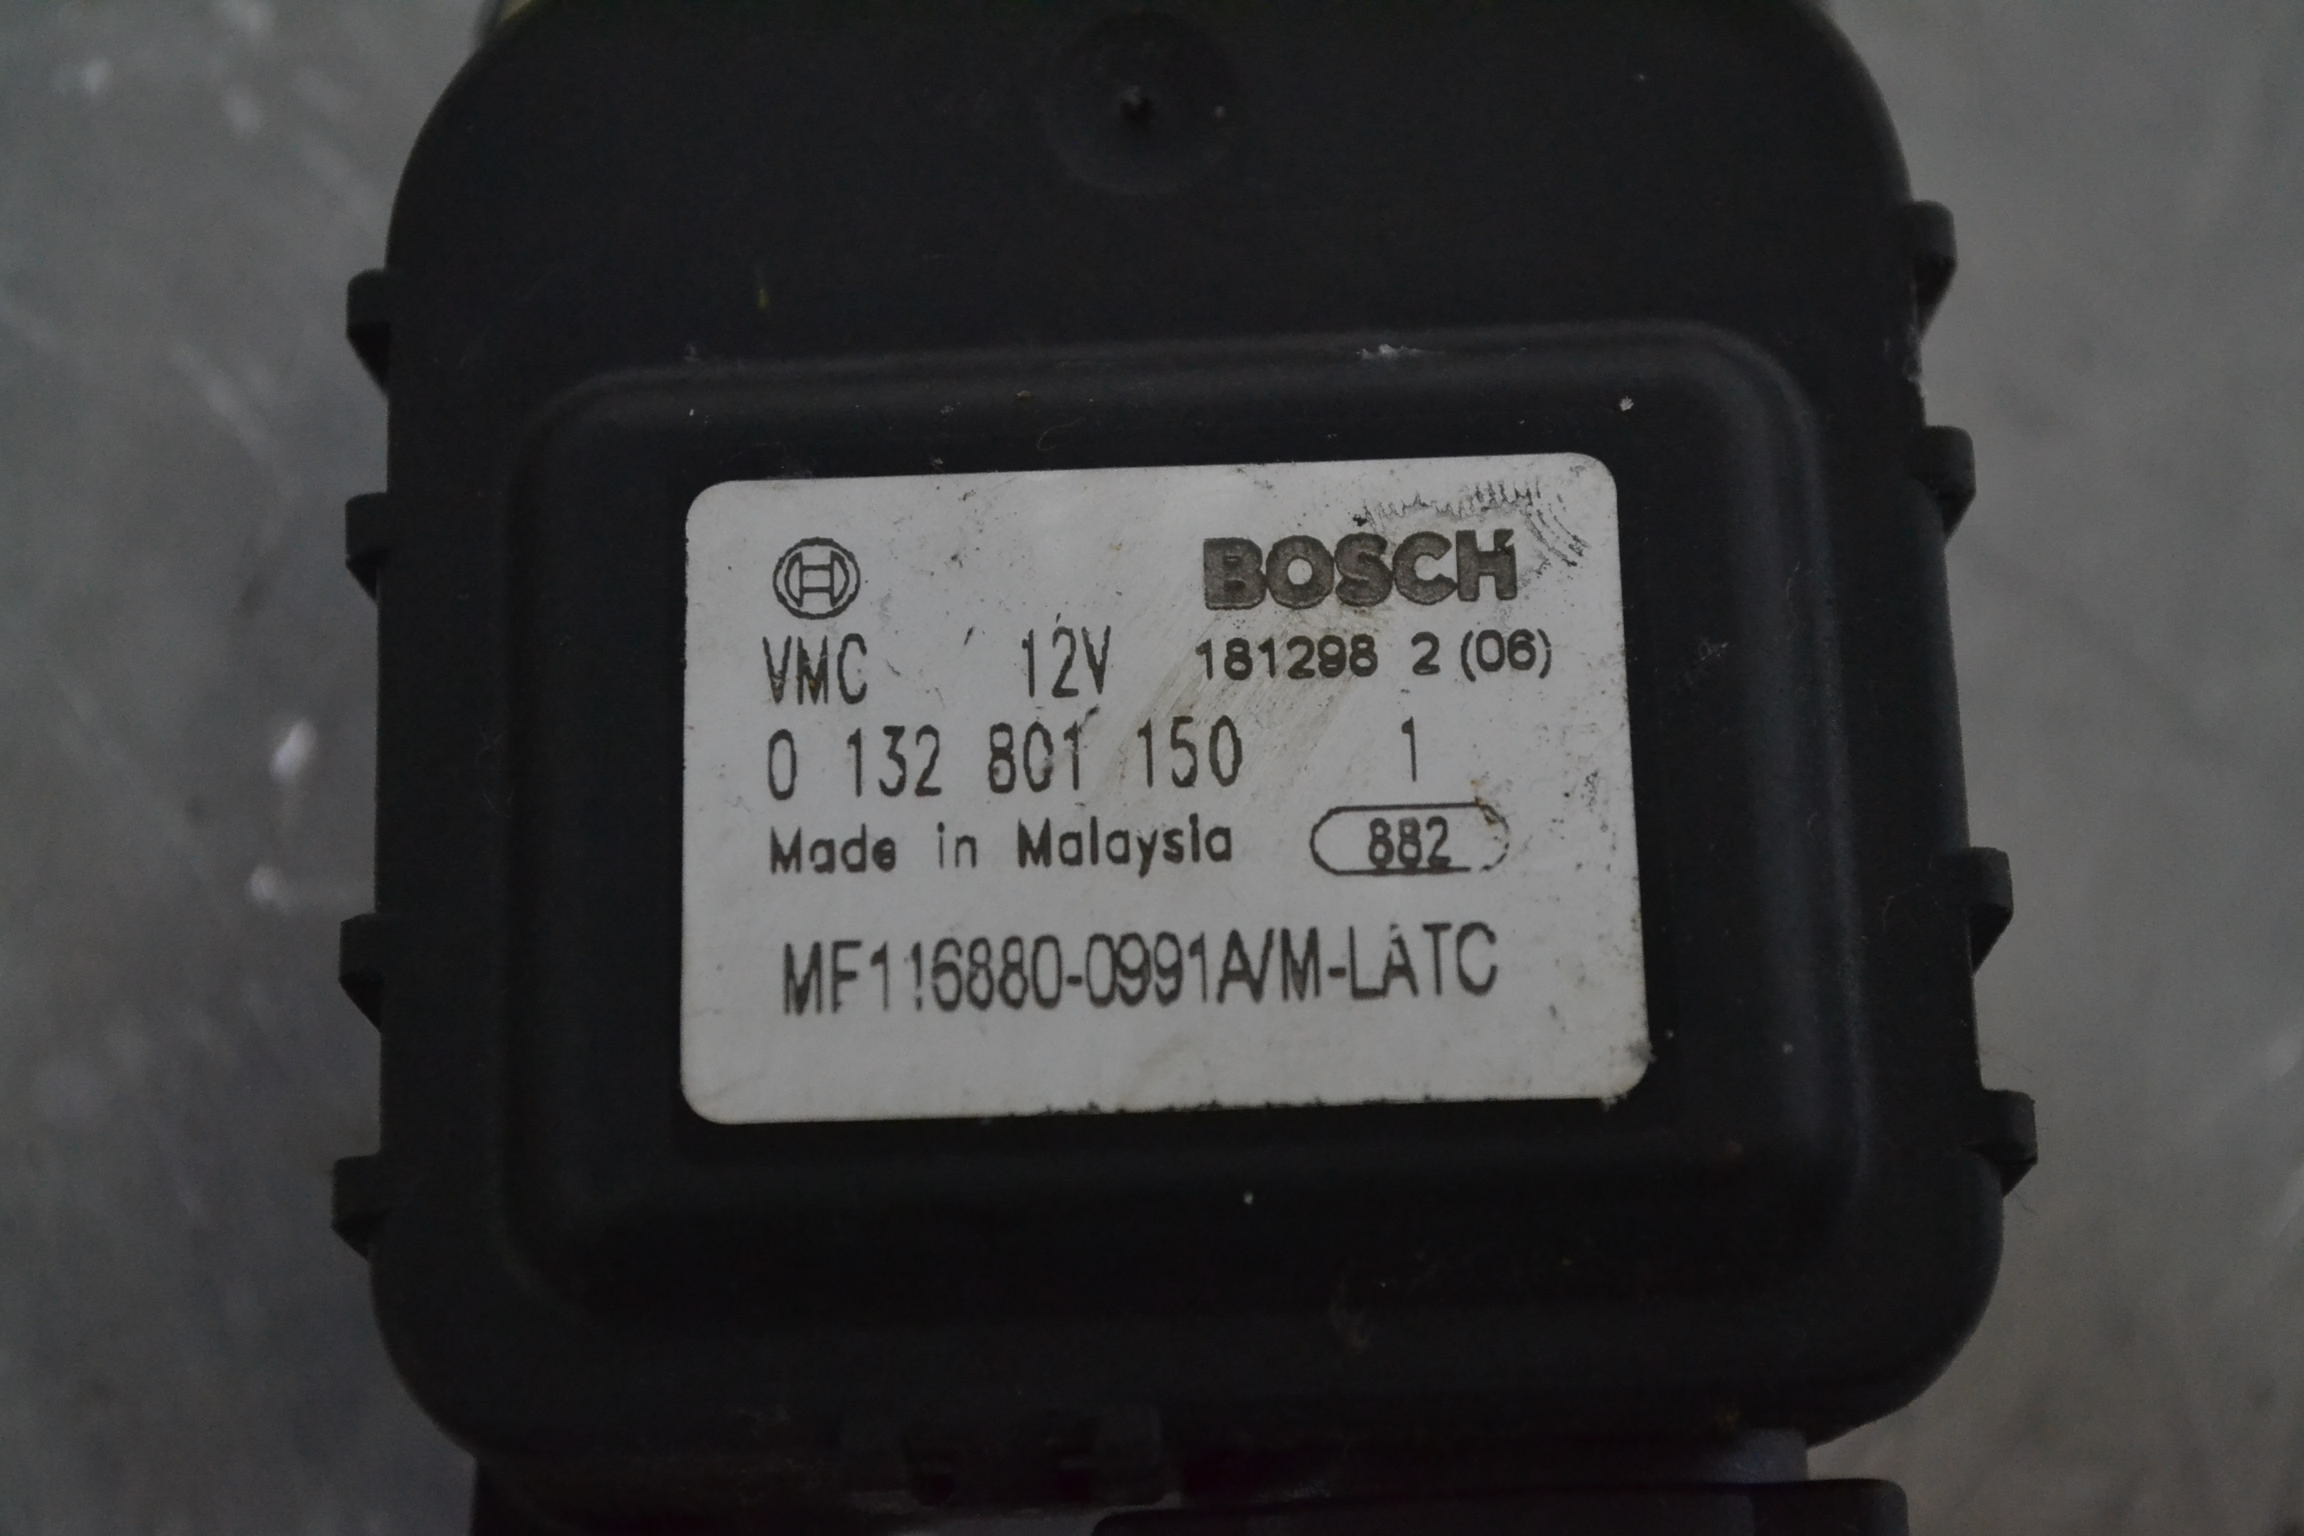 BOSCH
VMC 12V 181298 2 (06)
0 132 801 150 1
Made in Malaysia 882
MF116880-0991A/M-LATC